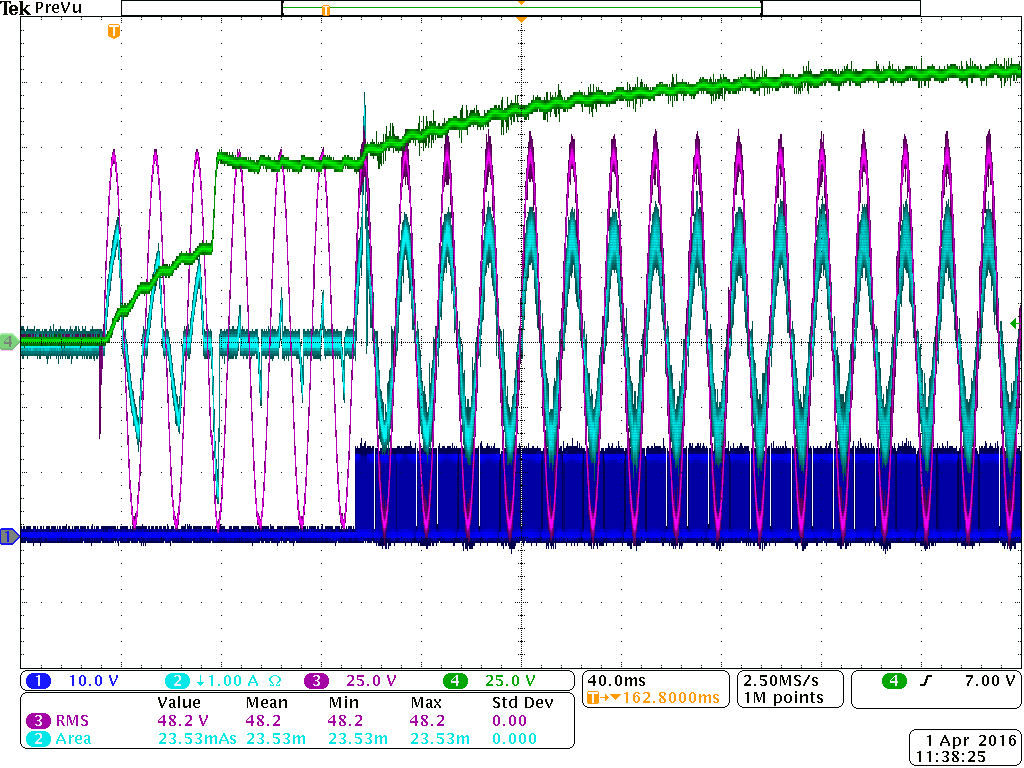 Tek PreVu
T
T
4
1
1 10.0 V 2 ↓1.00 A Ω 3 25.0 V 4 25.0 V
40.0ms
T→▼162.8000ms
2.50MS/s
1M points
4 ʃ 7.00 V
Value Mean Min Max Std Dev
3 RMS 48.2 V 48.2 48.2 48.2 0.00
2 Area 23.53mAs 23.53m 23.53m 23.53m 0.000
1 Apr 2016
11:38:25